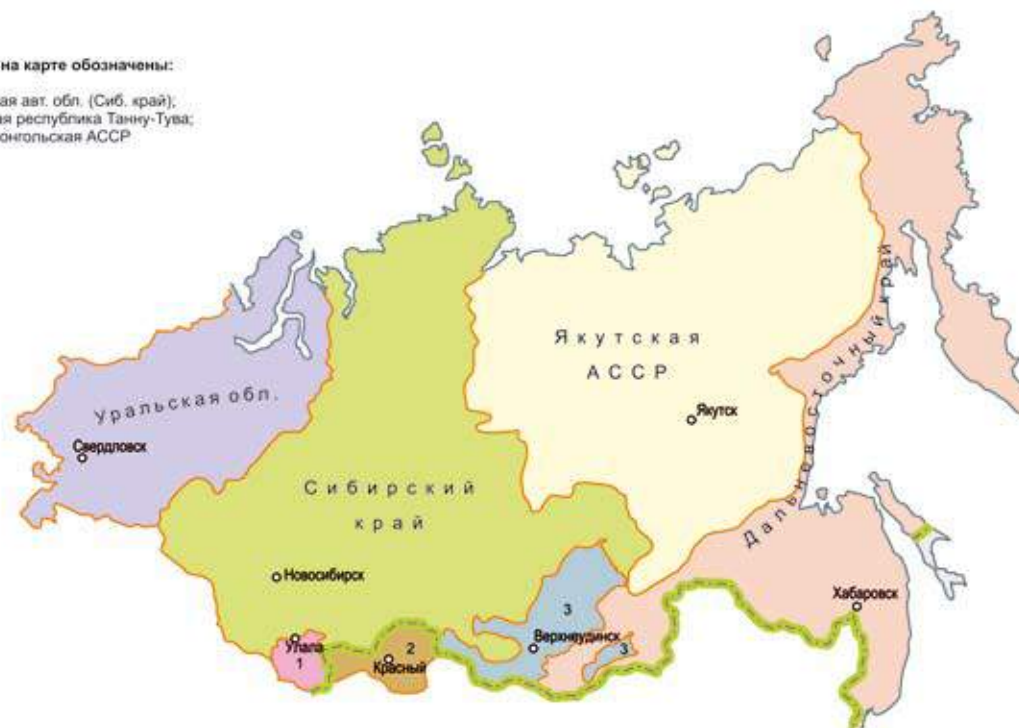 на карте обозначены:
ая авт. обл. (Сиб. край);
ая республика Танну-Тува;
онгольская АССР
Уральская обл.
Свердловск
Сибирский
край
Новосибирск
Якутская
АССР
Якутск
Дальневосточный край
Хабаровск
3
Верхнеудинск
3
Улала
1
2
Красный